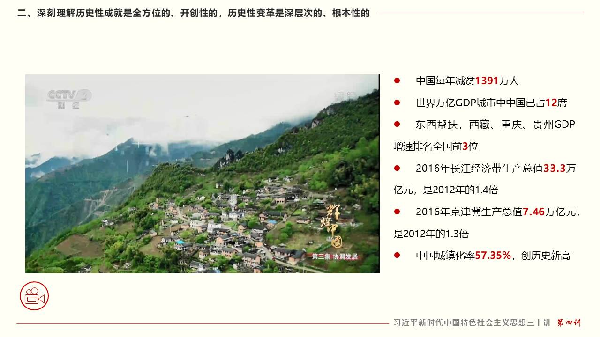 二、深刻理解历史性成就是全方位的、开创性的，历史性变革是深层次的、根本性的
CCTV
辉煌中国
第三集 协调发展
中国每年减贫1391万人
世界万亿GDP城市中中国已占12席
东西帮扶，西藏、重庆、贵州GDP
增速排名全国前3位
2016年长江经济带生产总值33.3万
亿元，是2012年的1.4倍
2016年京津冀生产总值7.46万亿元，
是2012年的1.3倍
中国城镇化率57.35%，创历史新高
习近平新时代中国特色社会主义思想三十讲 第四讲